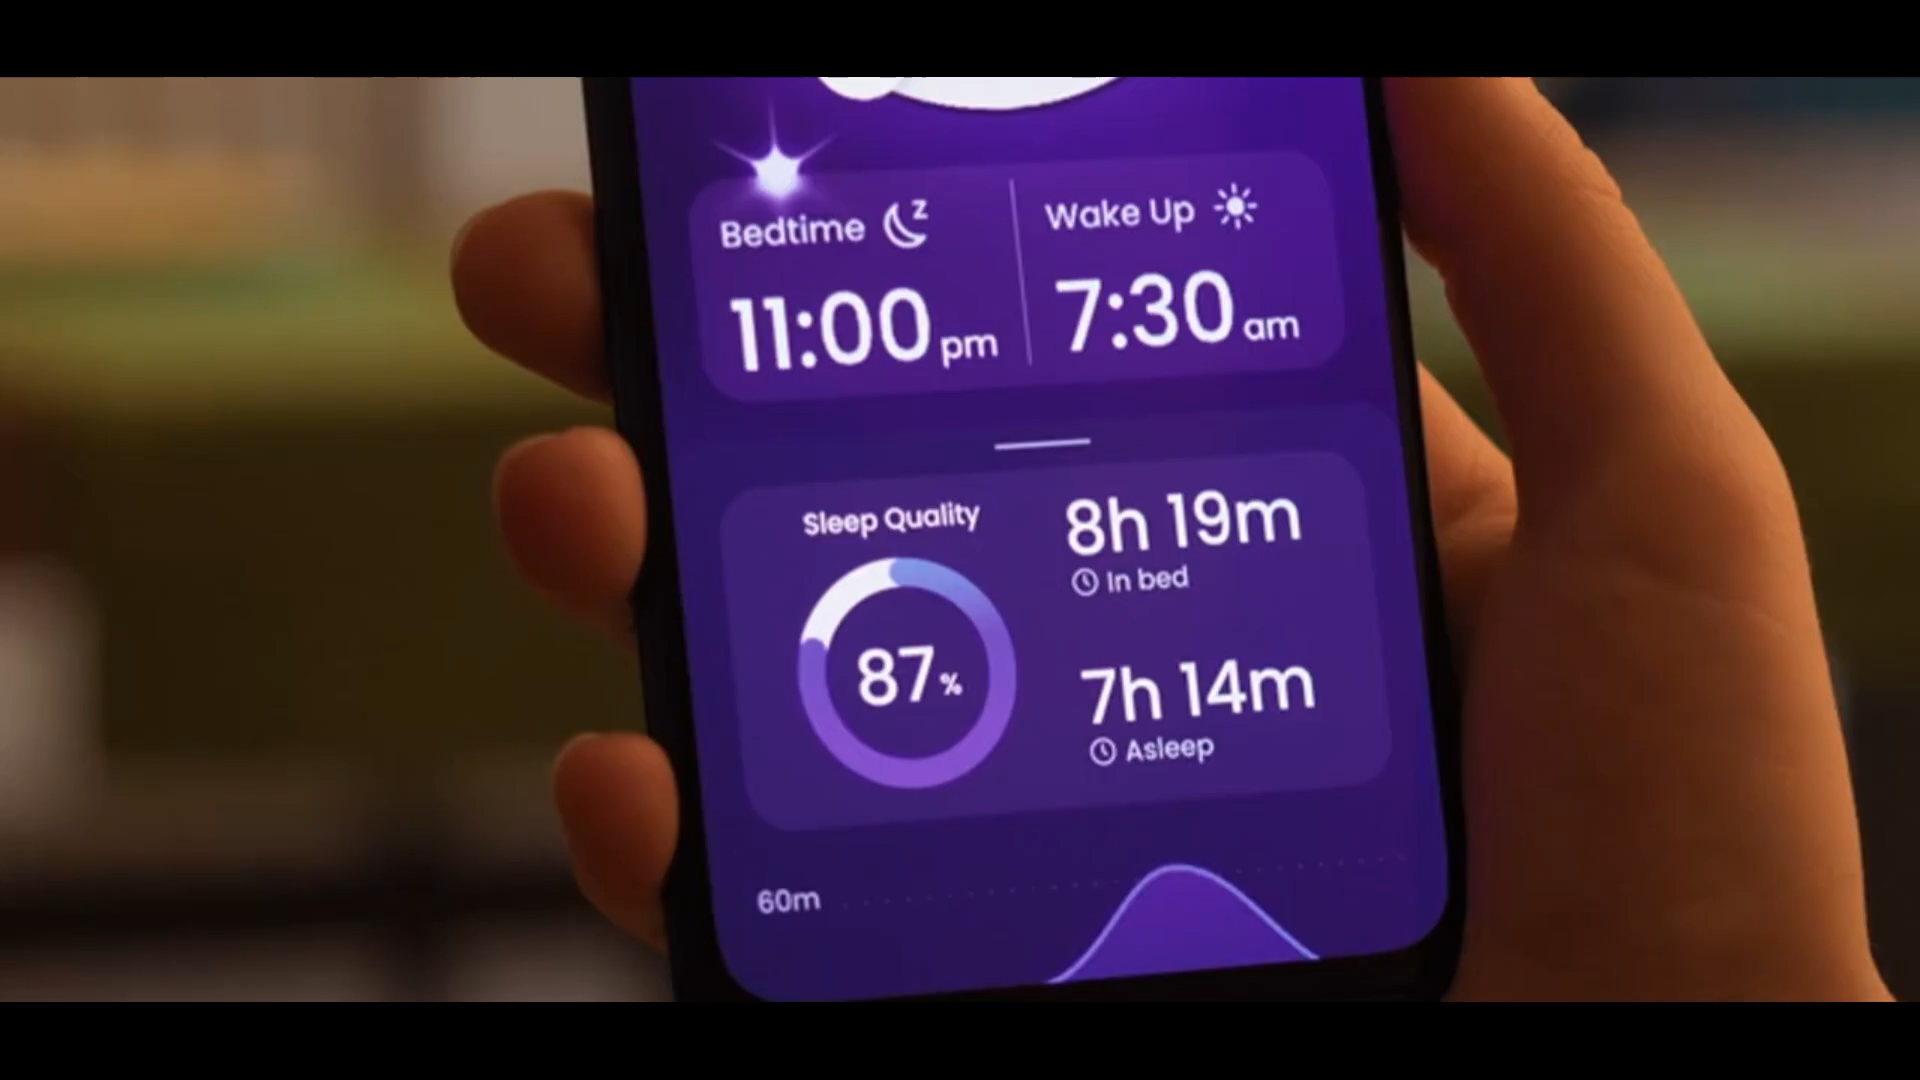 Bedtime
11:00 pm
Wake Up
7:30 am
Sleep Quality
87%
8h 19m
In bed
7h 14m
Asleep
60m